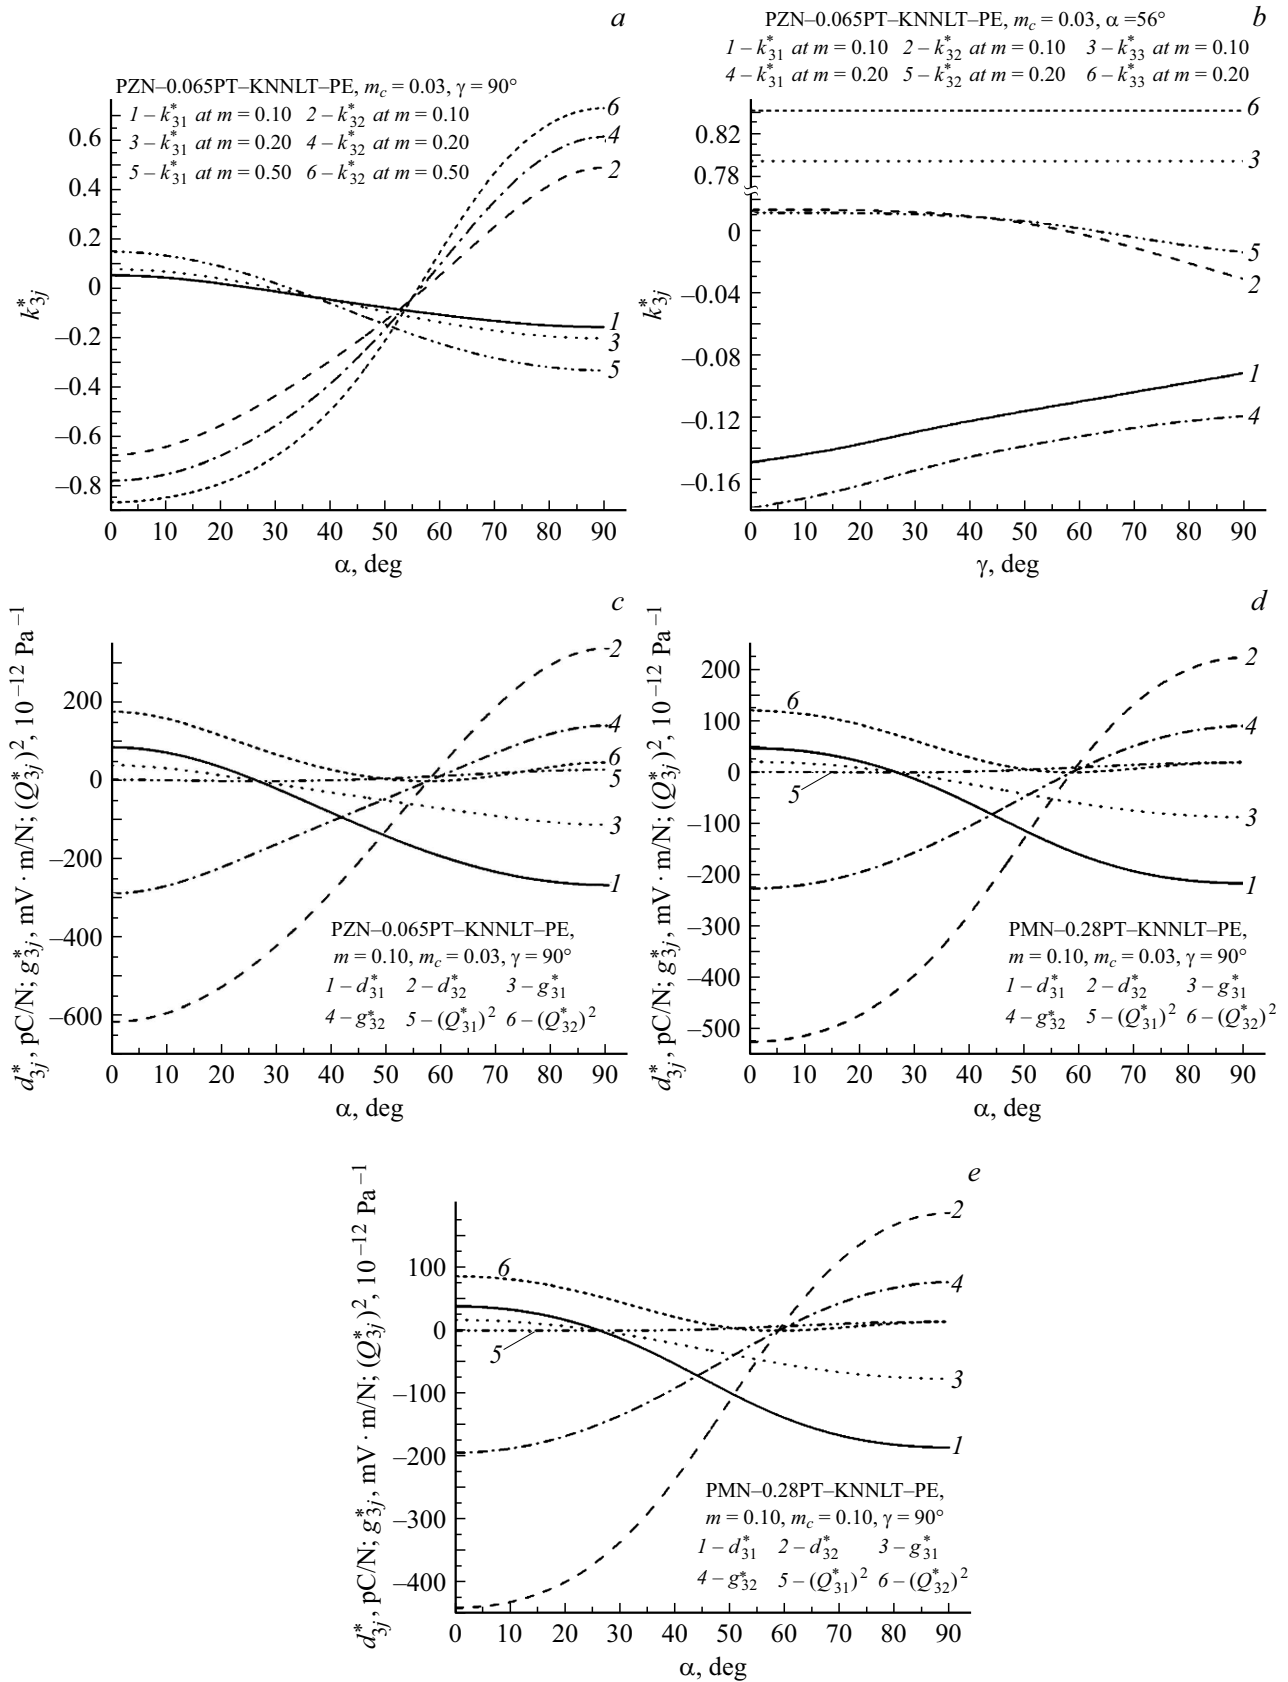 a
PZN–0.065PT–KNNLT–PE, m_c = 0.03, γ = 90°
1 – k*31 at m = 0.10 2 – k*32 at m = 0.10
3 – k*31 at m = 0.20 4 – k*32 at m = 0.20
5 – k*31 at m = 0.50 6 – k*32 at m = 0.50
0.6
0.4
0.2
0
–0.2
–0.4
–0.6
–0.8
k*3j
6
4
2
1
3
5
0 10 20 30 40 50 60 70 80 90
α, deg
b
PZN–0.065PT–KNNLT–PE, m_c = 0.03, α =56°
1 – k*31 at m = 0.10 2 – k*32 at m = 0.10 3 – k*33 at m = 0.10
4 – k*31 at m = 0.20 5 – k*32 at m = 0.20 6 – k*33 at m = 0.20
0.82
0.78
0
–0.04
–0.08
–0.12
–0.16
k*3j
6
3
5
2
1
4
0 10 20 30 40 50 60 70 80 90
γ, deg
c
d*3j, pC/N; g*3j, mV · m/N; (Q*3j)², 10⁻¹² Pa⁻¹
200
0
–200
–400
–600
2
4
6
5
3
1
PZN–0.065PT–KNNLT–PE,
m = 0.10, m_c = 0.03, γ = 90°
1 – d*31 2 – d*32 3 – g*31
4 – g*32 5 – (Q*31)² 6 – (Q*32)²
0 10 20 30 40 50 60 70 80 90
α, deg
d
d*3j, pC/N; g*3j, mV · m/N; (Q*3j)², 10⁻¹² Pa⁻¹
200
100
0
–100
–200
–300
–400
–500
6
5
2
4
3
1
PMN–0.28PT–KNNLT–PE,
m = 0.10, m_c = 0.03, γ = 90°
1 – d*31 2 – d*32 3 – g*31
4 – g*32 5 – (Q*31)² 6 – (Q*32)²
0 10 20 30 40 50 60 70 80 90
α, deg
e
d*3j, pC/N; g*3j, mV · m/N; (Q*3j)², 10⁻¹² Pa⁻¹
100
0
–100
–200
–300
–400
6
5
2
4
3
1
PMN–0.28PT–KNNLT–PE,
m = 0.10, m_c = 0.10, γ = 90°
1 – d*31 2 – d*32 3 – g*31
4 – g*32 5 – (Q*31)² 6 – (Q*32)²
0 10 20 30 40 50 60 70 80 90
α, deg